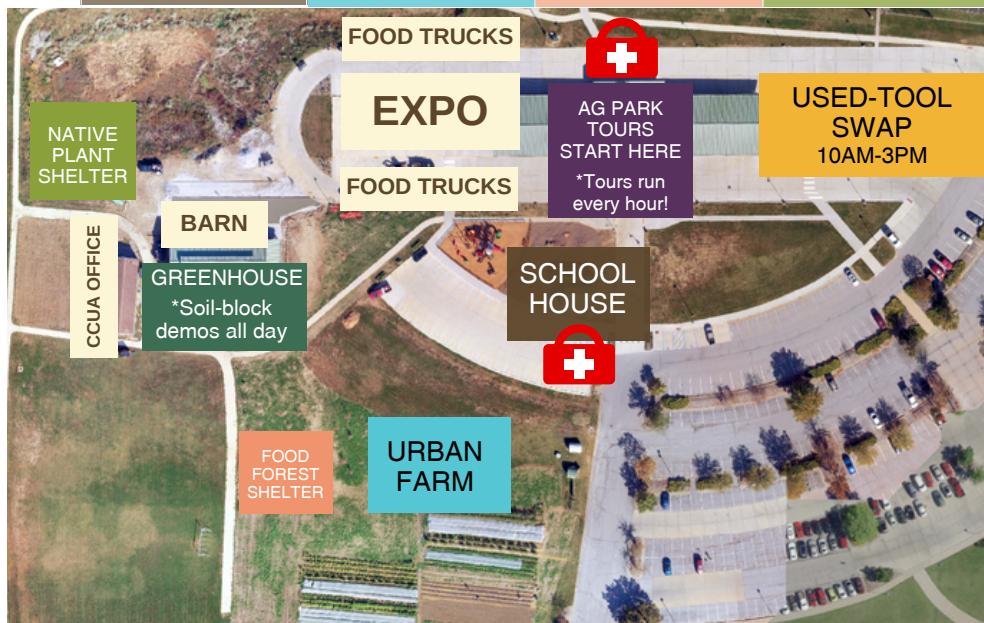 FOOD TRUCKS
EXPO
FOOD TRUCKS
AG PARK
TOURS
START HERE
*Tours run
every hour!
USED-TOOL
SWAP
10AM-3PM
NATIVE
PLANT
SHELTER
BARN
CCUA OFFICE
GREENHOUSE
*Soil-block
demos all day
SCHOOL
HOUSE
FOOD
FOREST
SHELTER
URBAN
FARM